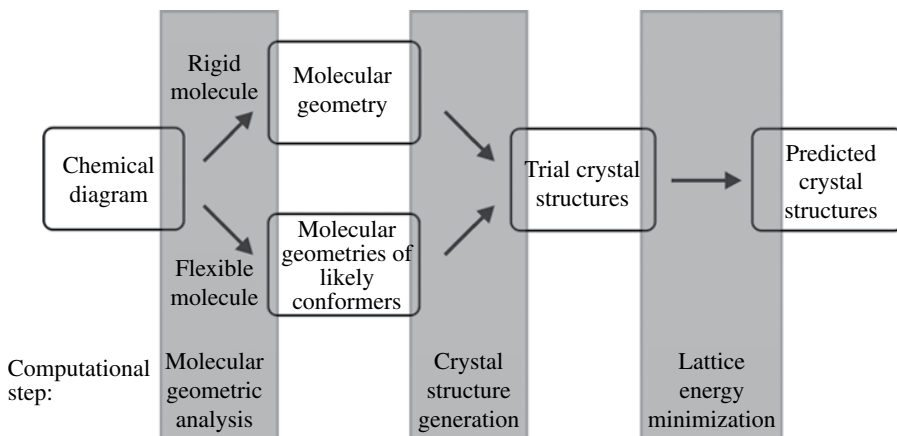 Rigid
molecule
Molecular
geometry
Chemical
diagram
Trial crystal
structures
Predicted
crystal
structures
Flexible
molecule
Molecular
geometries of
likely
conformers
Computational
step:
Molecular
geometric
analysis
Crystal
structure
generation
Lattice
energy
minimization